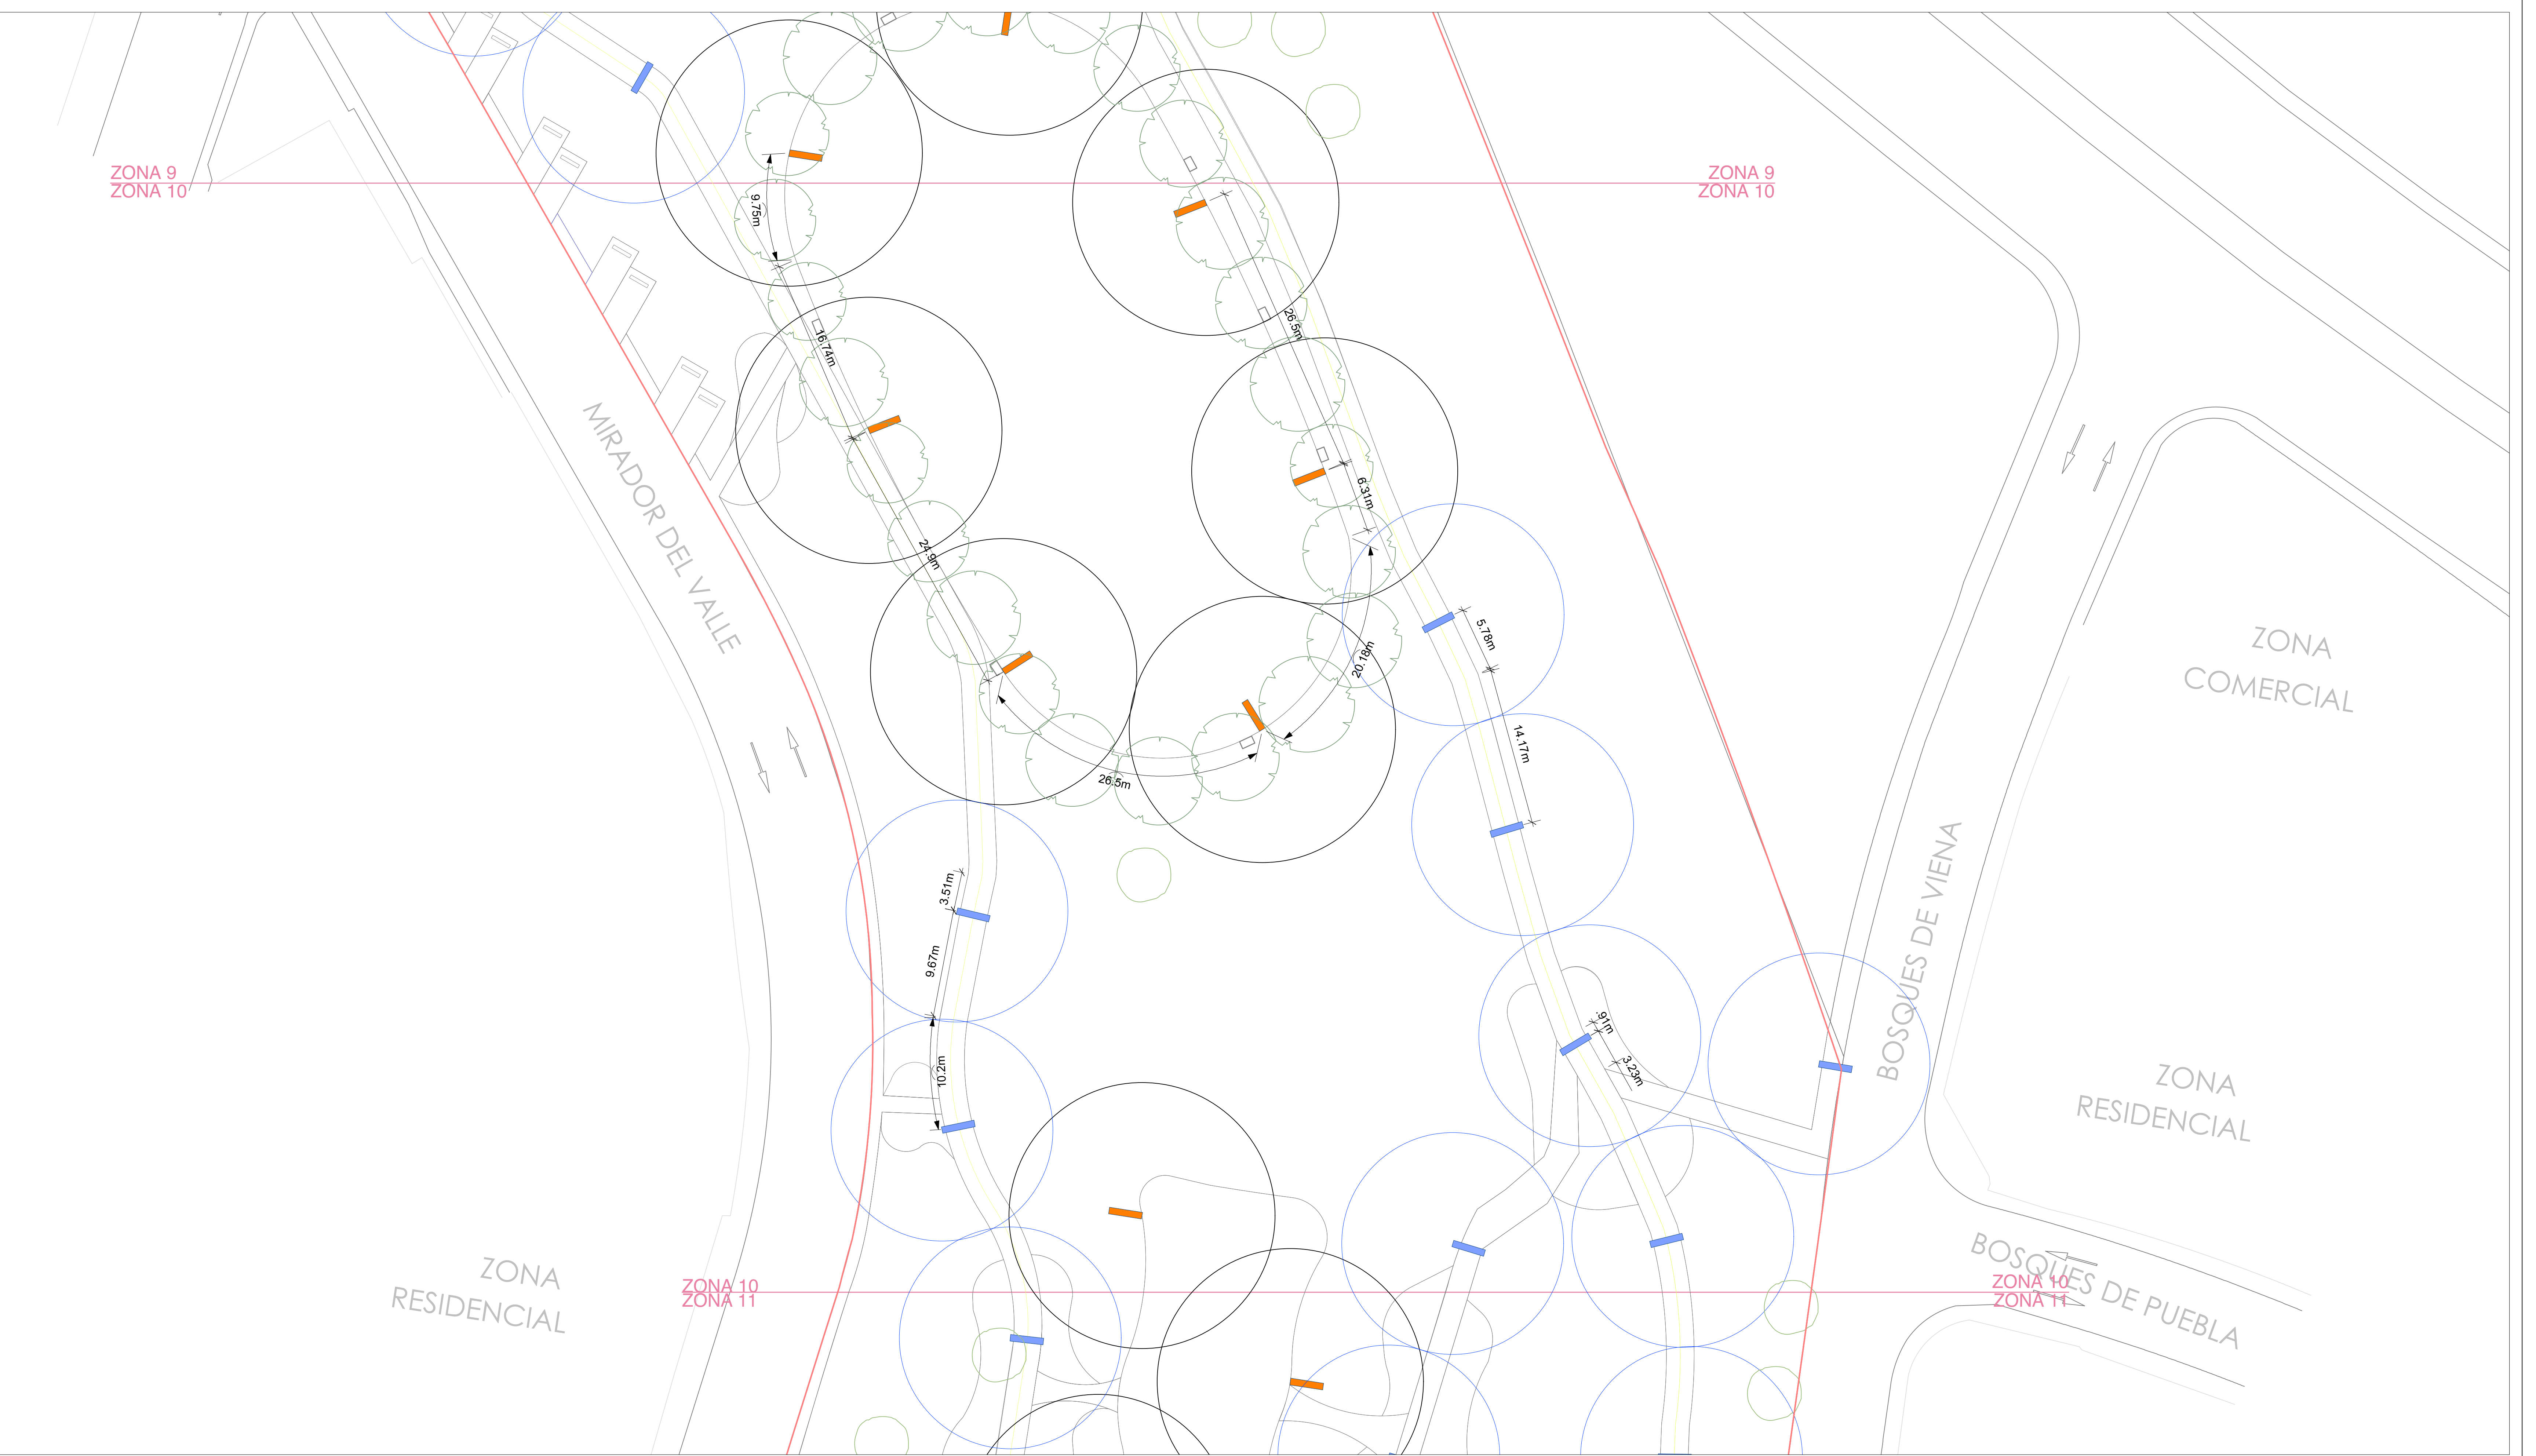 ZONA 9
ZONA 10
ZONA 9
ZONA 10
9.75m
26.5m
16.74m
MIRADOR DEL VALLE
6.31m
24.9m
5.78m
20.18m
ZONA
COMERCIAL
14.17m
26.5m
3.51m
9.67m
BOSQUES DE VIENA
.91m
3.23m
10.2m
ZONA
RESIDENCIAL
ZONA
RESIDENCIAL
BOSQUES DE PUEBLA
ZONA 10
ZONA 11
ZONA 10
ZONA 11